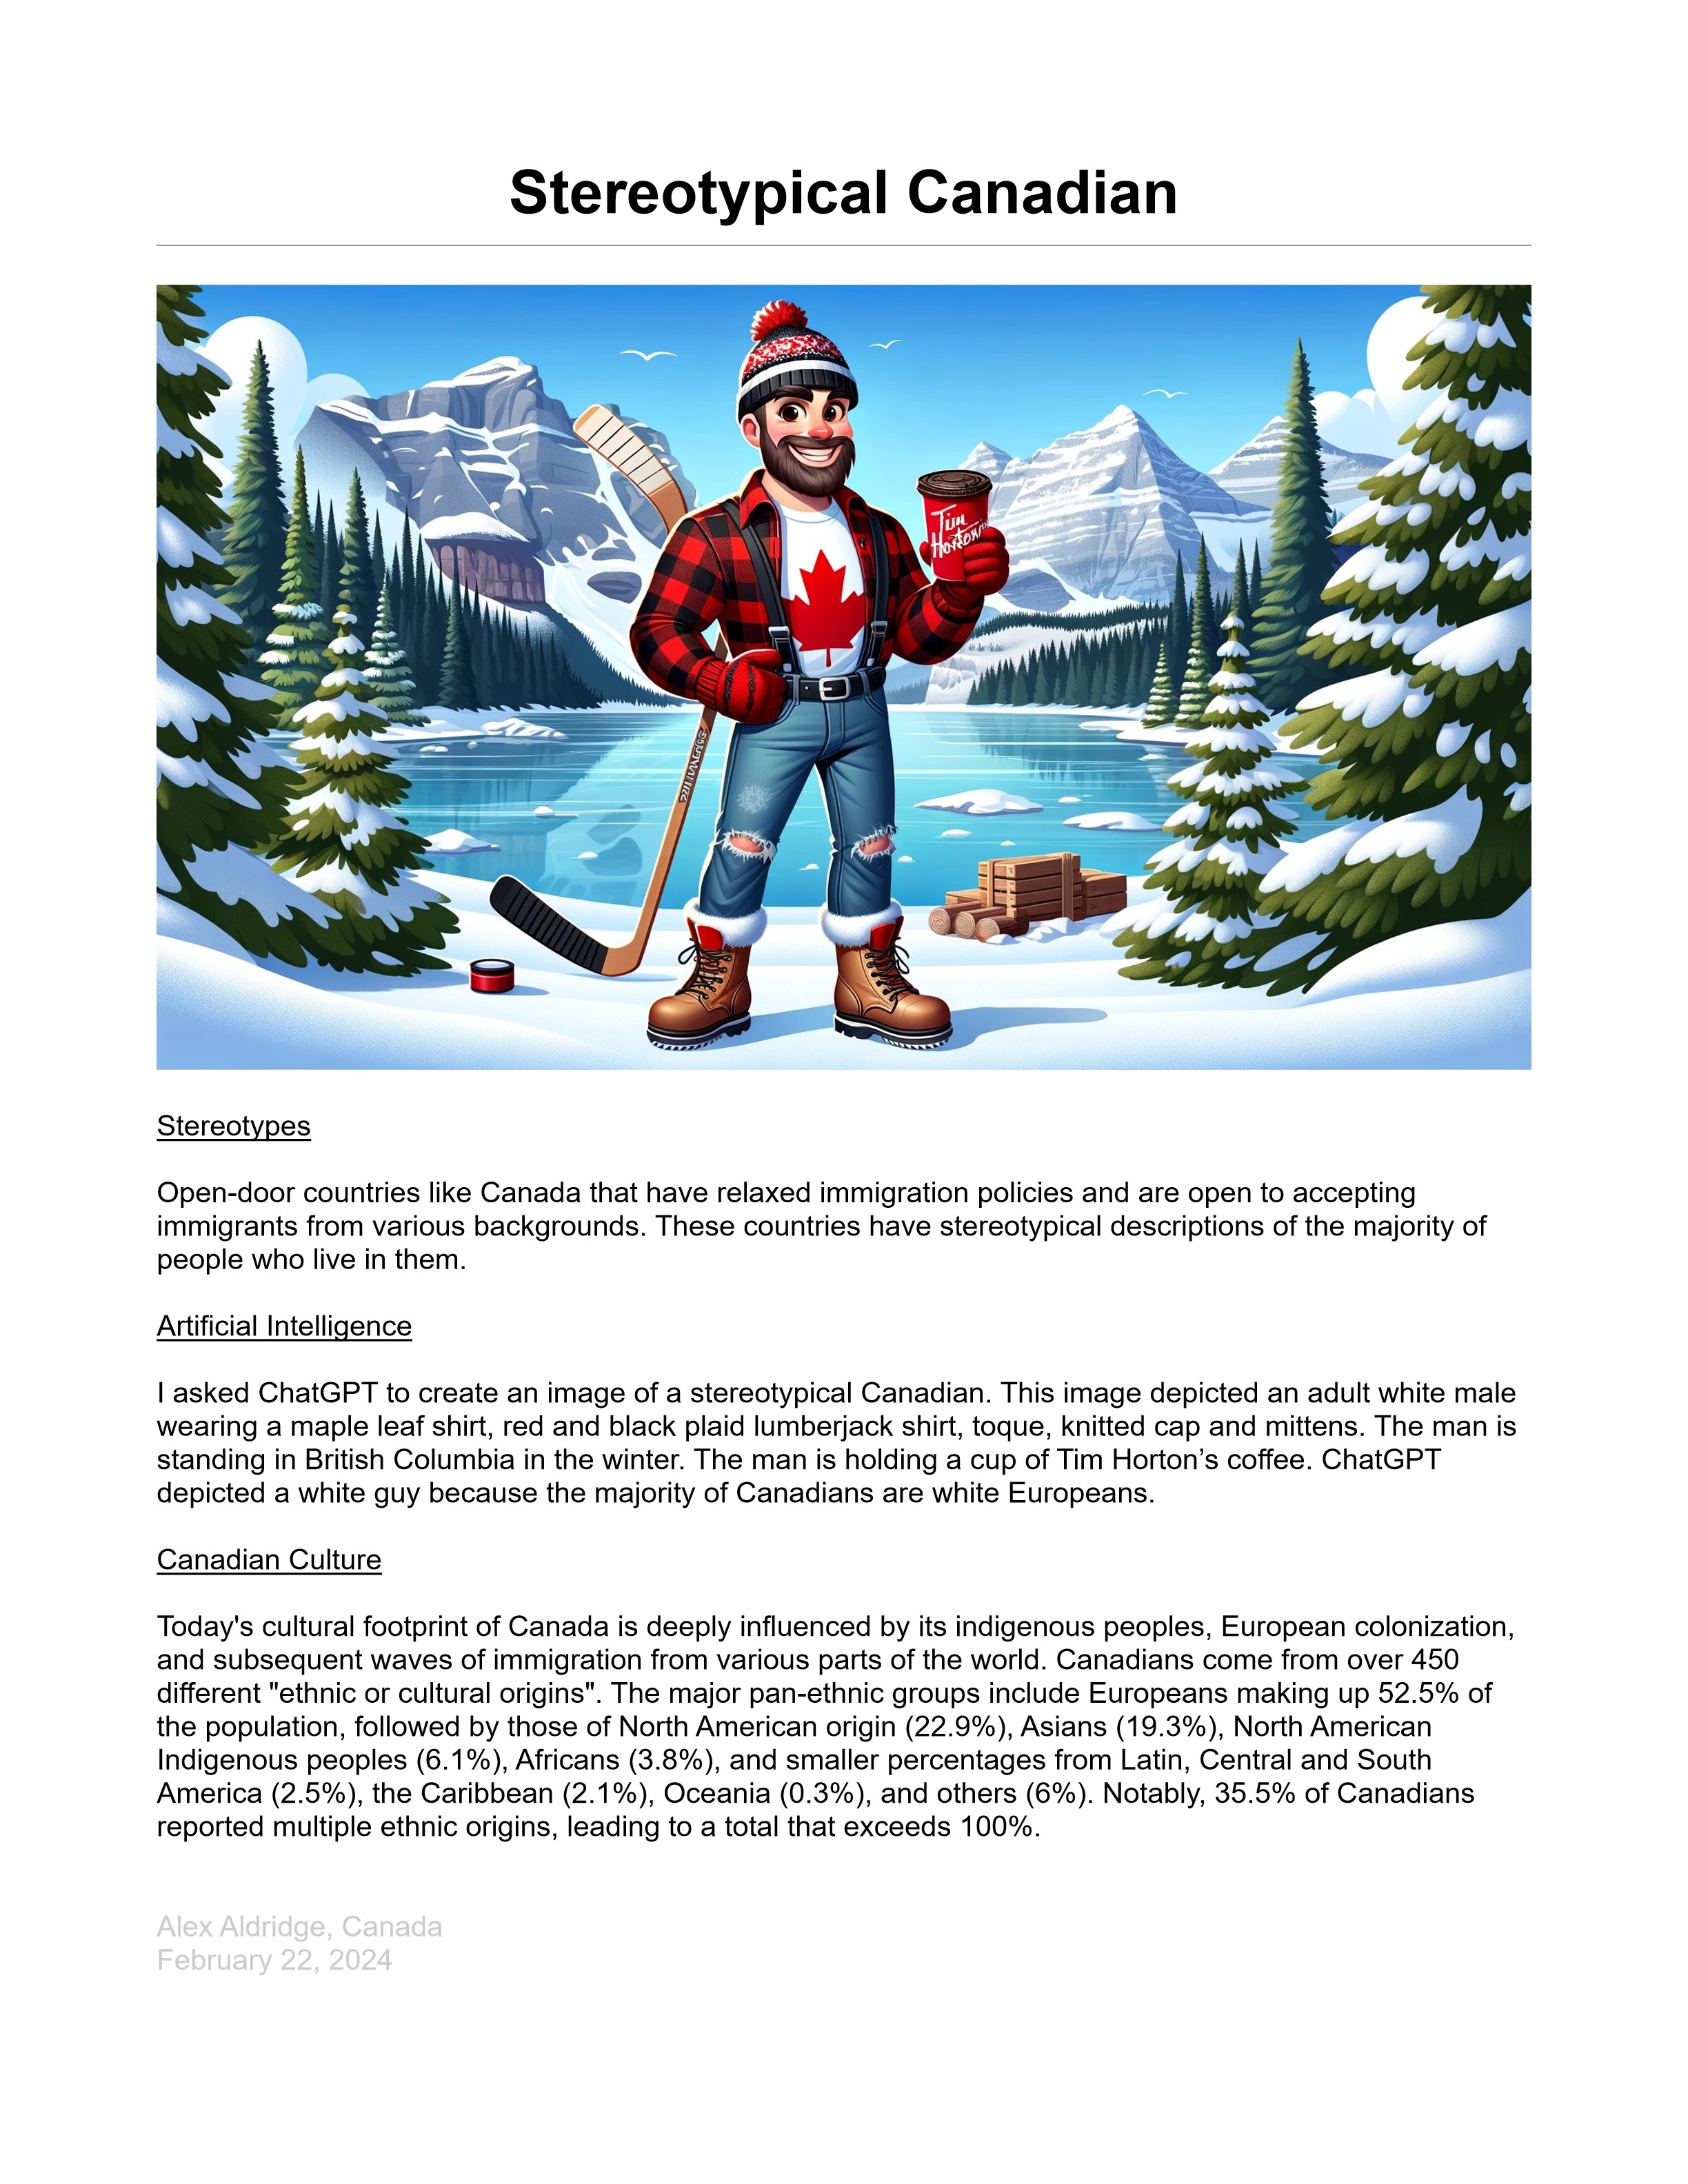 Stereotypical Canadian
Tim
Horton
Stereotypes
Open-door countries like Canada that have relaxed immigration policies and are open to accepting
immigrants from various backgrounds. These countries have stereotypical descriptions of the majority of
people who live in them.
Artificial Intelligence
I asked ChatGPT to create an image of a stereotypical Canadian. This image depicted an adult white male
wearing a maple leaf shirt, red and black plaid lumberjack shirt, toque, knitted cap and mittens. The man is
standing in British Columbia in the winter. The man is holding a cup of Tim Horton’s coffee. ChatGPT
depicted a white guy because the majority of Canadians are white Europeans.
Canadian Culture
Today's cultural footprint of Canada is deeply influenced by its indigenous peoples, European colonization,
and subsequent waves of immigration from various parts of the world. Canadians come from over 450
different "ethnic or cultural origins". The major pan-ethnic groups include Europeans making up 52.5% of
the population, followed by those of North American origin (22.9%), Asians (19.3%), North American
Indigenous peoples (6.1%), Africans (3.8%), and smaller percentages from Latin, Central and South
America (2.5%), the Caribbean (2.1%), Oceania (0.3%), and others (6%). Notably, 35.5% of Canadians
reported multiple ethnic origins, leading to a total that exceeds 100%.
Alex Aldridge, Canada
February 22, 2024